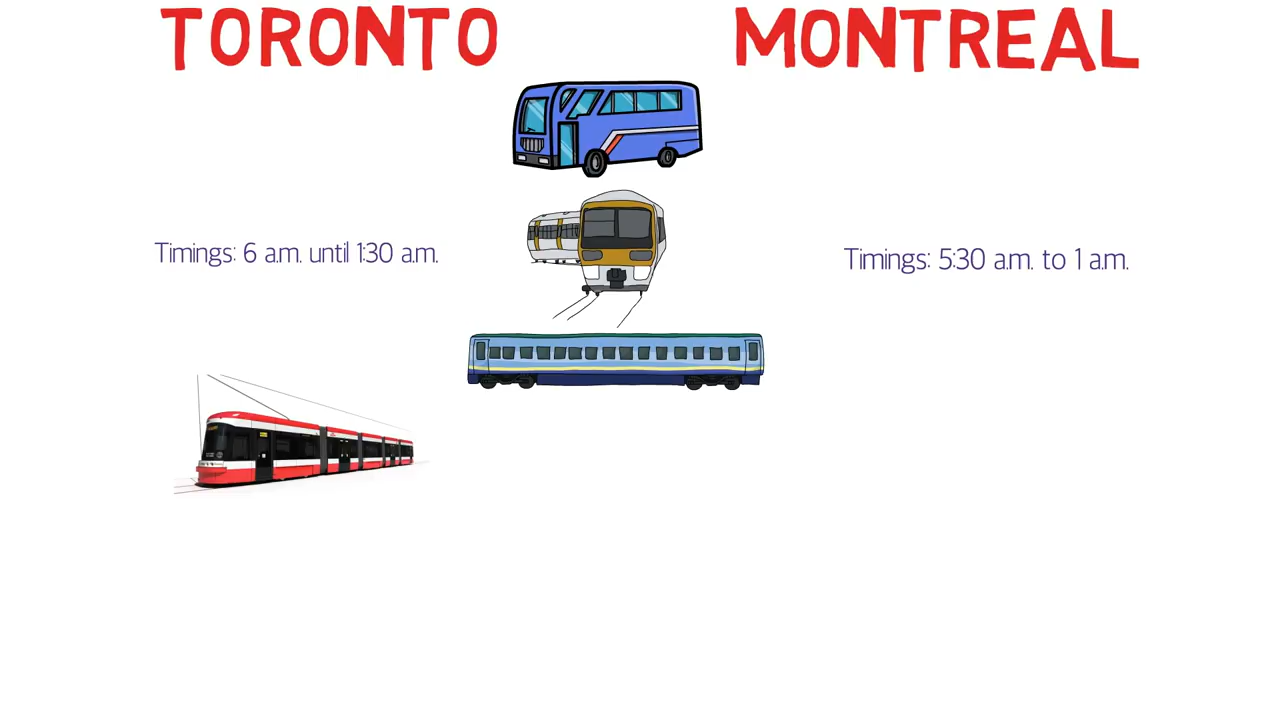 TORONTO
MONTREAL
Timings: 6 a.m. until 1:30 a.m.
Timings: 5:30 a.m. to 1 a.m.